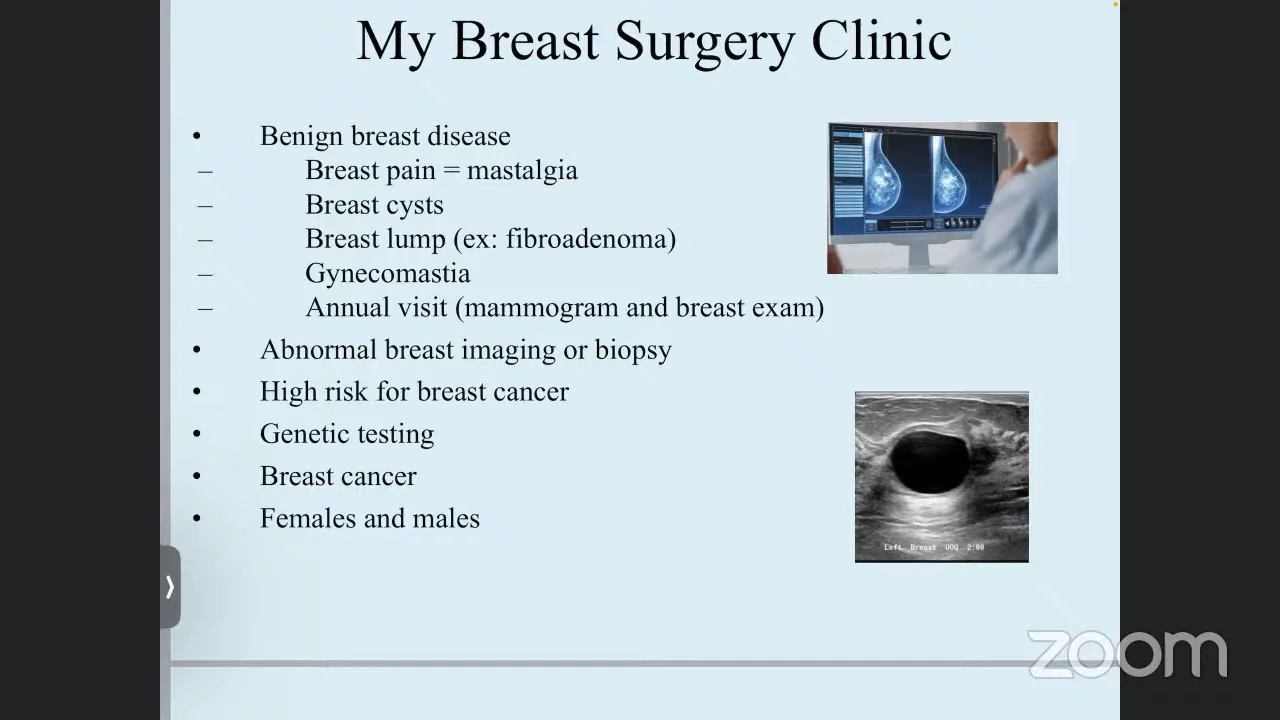 My Breast Surgery Clinic
• Benign breast disease
– Breast pain = mastalgia
– Breast cysts
– Breast lump (ex: fibroadenoma)
– Gynecomastia
– Annual visit (mammogram and breast exam)
• Abnormal breast imaging or biopsy
• High risk for breast cancer
• Genetic testing
• Breast cancer
• Females and males
Left Breast UOQ 2:00
zoom